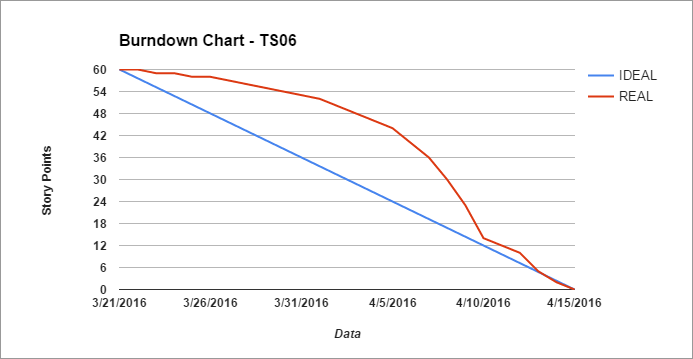 Burndown Chart - TS06
IDEAL
REAL
Story Points
60
54
48
42
36
30
24
18
12
6
0
3/21/2016 3/26/2016 3/31/2016 4/5/2016 4/10/2016 4/15/2016
Data